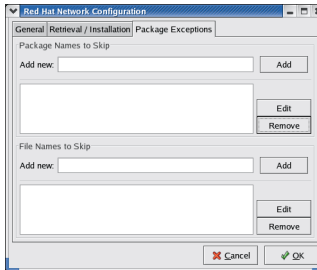 Red Hat Network Configuration
General Retrieval / Installation Package Exceptions
Package Names to Skip
Add new: Add
Edit
Remove
File Names to Skip
Add new: Add
Edit
Remove
Cancel OK